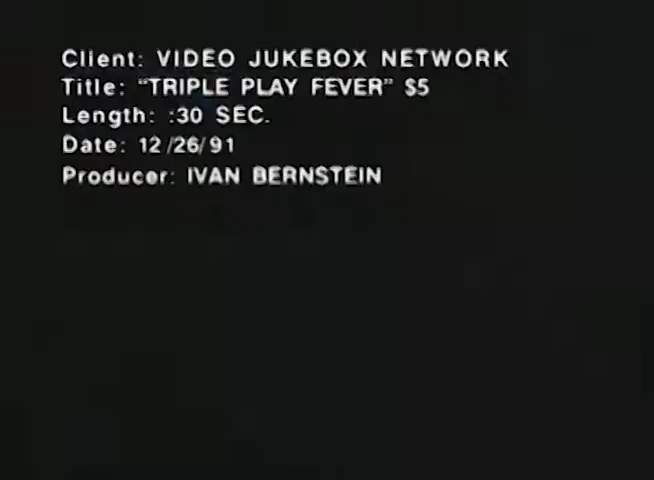 Client: VIDEO JUKEBOX NETWORK
Title: "TRIPLE PLAY FEVER" $5
Length: :30 SEC.
Date: 12/26/91
Producer: IVAN BERNSTEIN